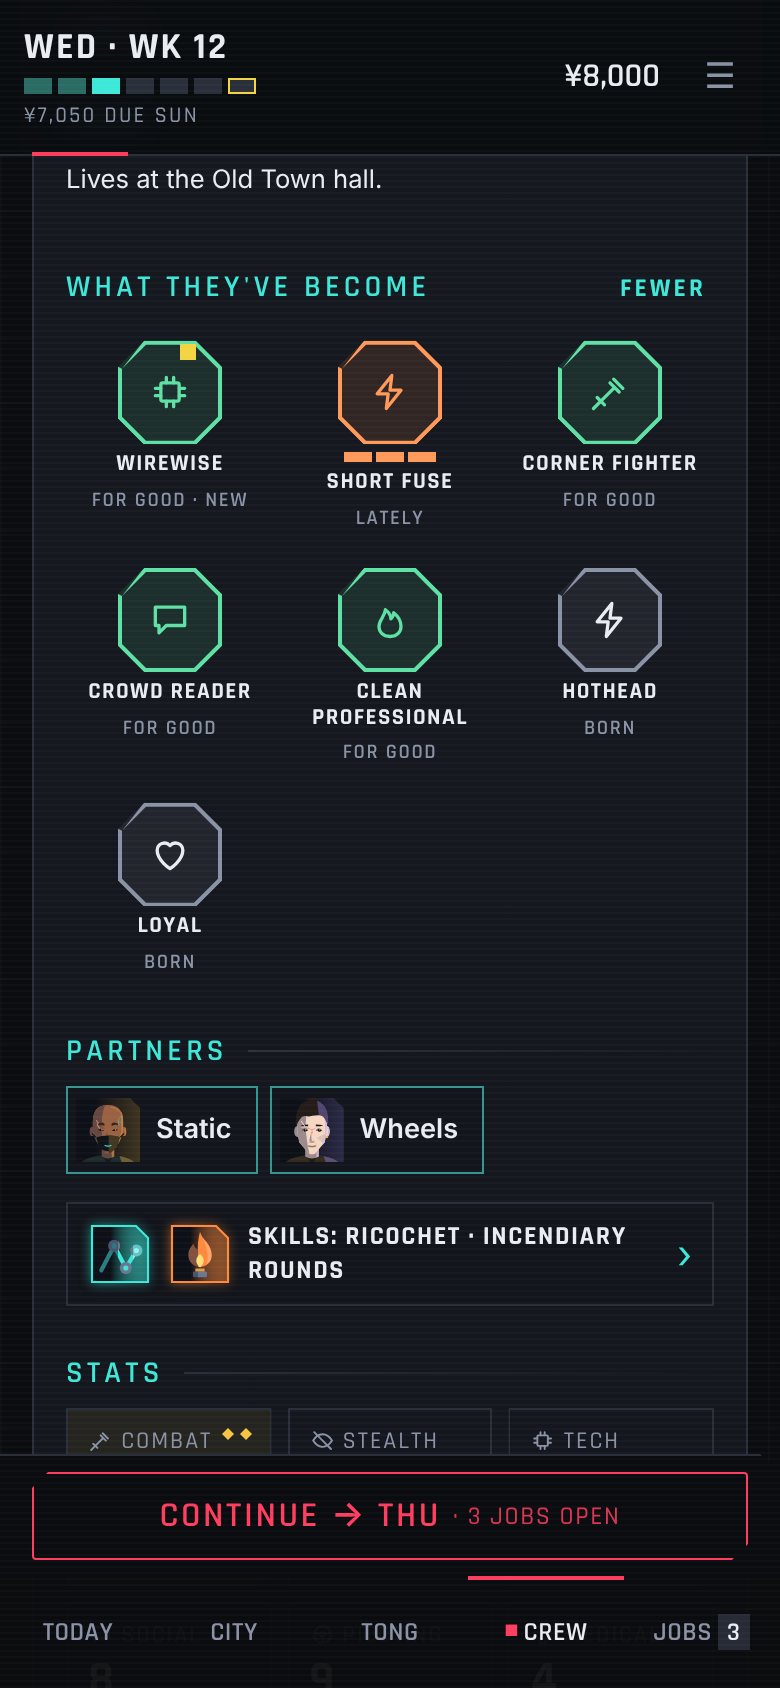 WED · WK 12
¥8,000
¥7,050 DUE SUN
Lives at the Old Town hall.
WHAT THEY'VE BECOME
FEWER
WIREWISE
FOR GOOD · NEW
SHORT FUSE
LATELY
CORNER FIGHTER
FOR GOOD
CROWD READER
FOR GOOD
CLEAN
PROFESSIONAL
FOR GOOD
HOTHEAD
BORN
LOYAL
BORN
PARTNERS
Static
Wheels
SKILLS: RICOCHET · INCENDIARY
ROUNDS
STATS
COMBAT
STEALTH
TECH
CONTINUE → THU · 3 JOBS OPEN
TODAY
CITY
TONG
CREW
JOBS 3
8
9
4